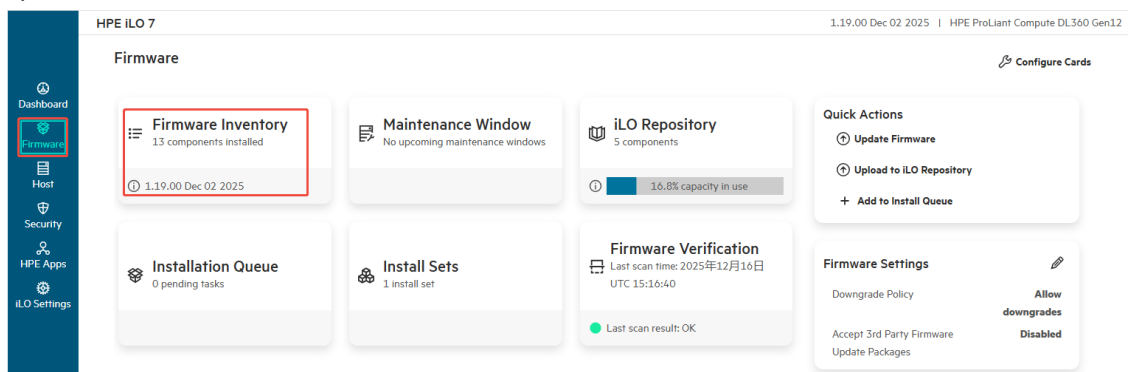 HPE iLO 7
1.19.00 Dec 02 2025 | HPE ProLiant Compute DL360 Gen12
Dashboard
Firmware
Host
Security
HPE Apps
iLO Settings
Firmware
Configure Cards
Firmware Inventory
13 components installed
1.19.00 Dec 02 2025
Maintenance Window
No upcoming maintenance windows
iLO Repository
5 components
16.8% capacity in use
Installation Queue
0 pending tasks
Install Sets
1 install set
Firmware Verification
Last scan time: 2025年12月16日
UTC 15:16:40
Last scan result: OK
Quick Actions
Update Firmware
Upload to iLO Repository
+ Add to Install Queue
Firmware Settings
Downgrade Policy Allow
downgrades
Accept 3rd Party Firmware Disabled
Update Packages